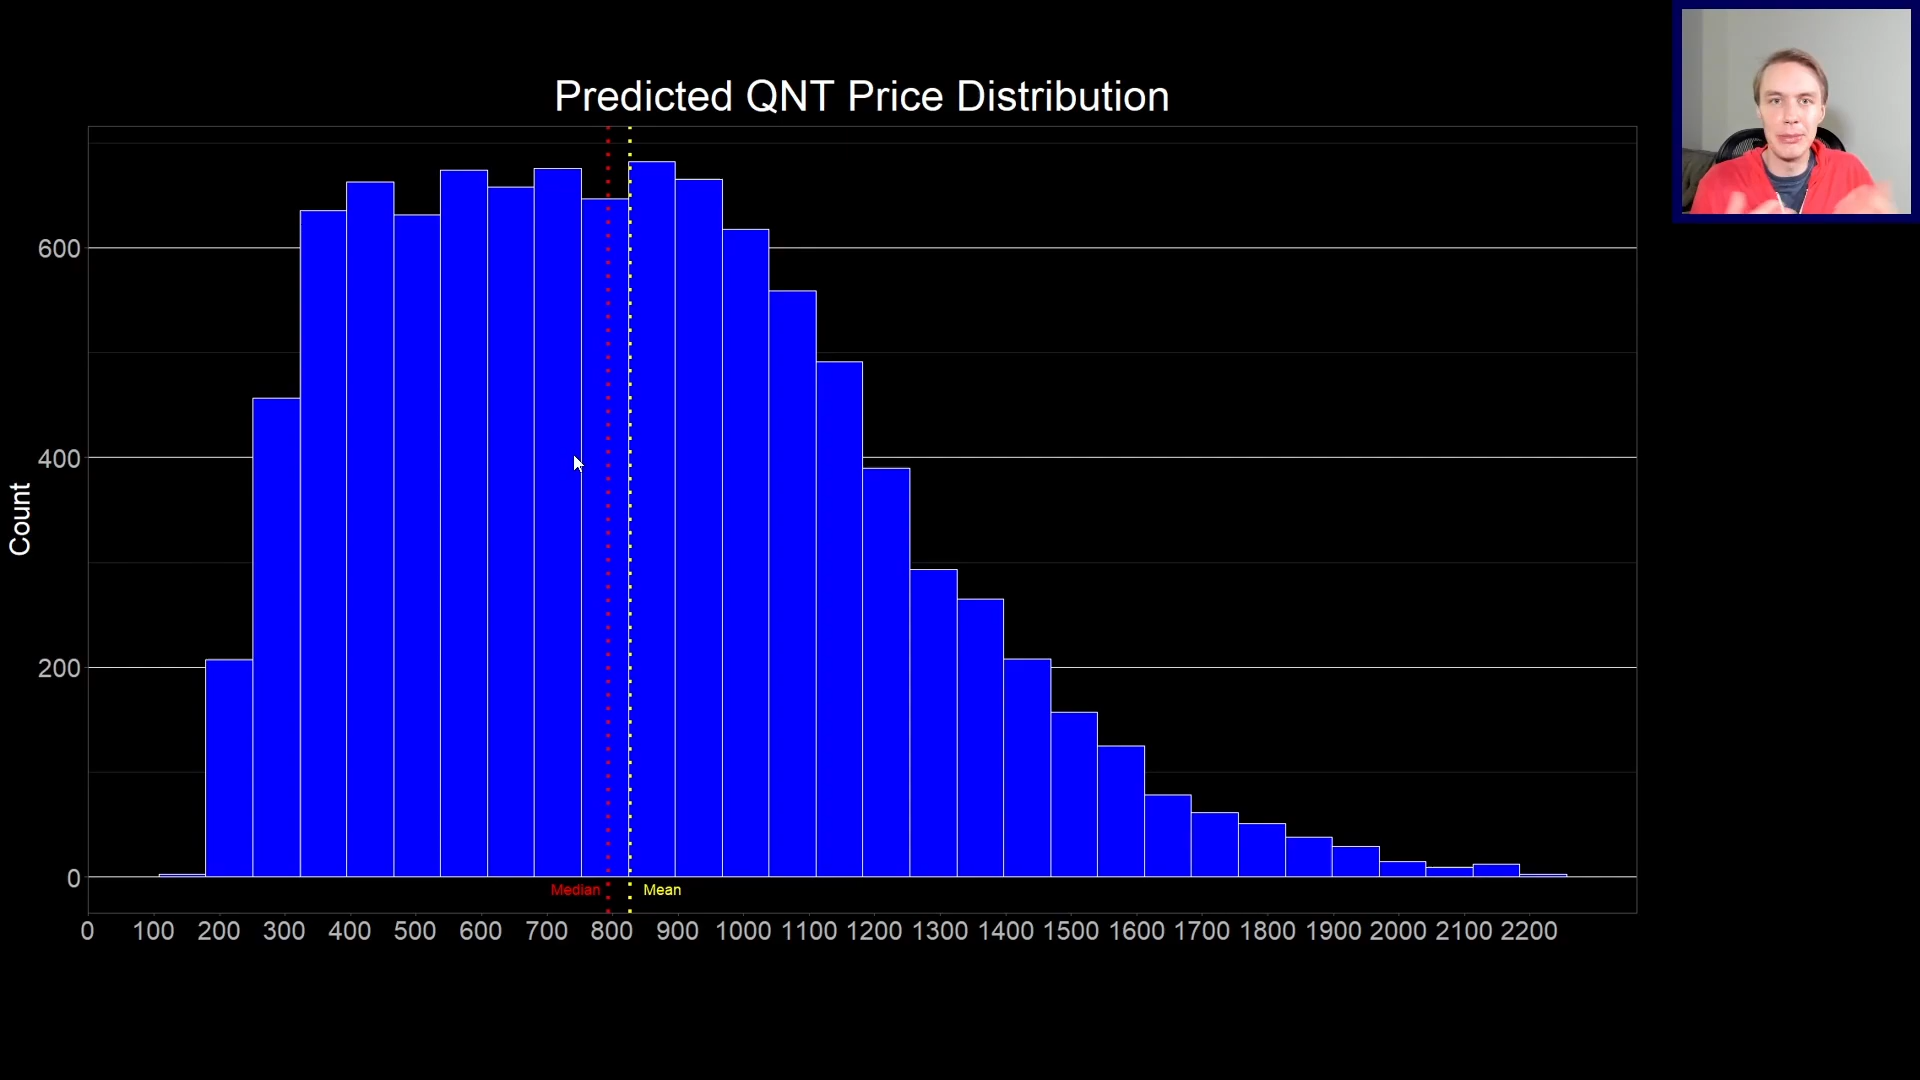 Predicted QNT Price Distribution
Count
600
400
200
0
Median Mean
0 100 200 300 400 500 600 700 800 900 1000 1100 1200 1300 1400 1500 1600 1700 1800 1900 2000 2100 2200